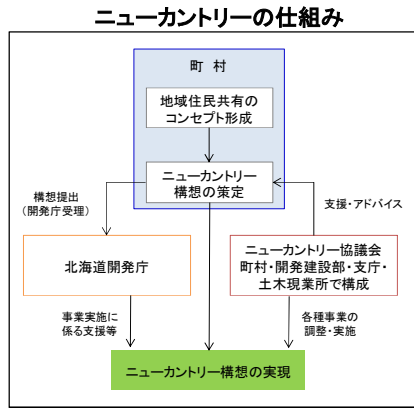 ニューカントリーの仕組み
町 村
地域住民共有の
コンセプト形成
ニューカントリー
構想の策定
構想提出
（開発庁受理）
支援・アドバイス
北海道開発庁
ニューカントリー協議会
町村・開発建設部・支庁・
土木現業所で構成
事業実施に
係る支援等
各種事業の
調整・実施
ニューカントリー構想の実現